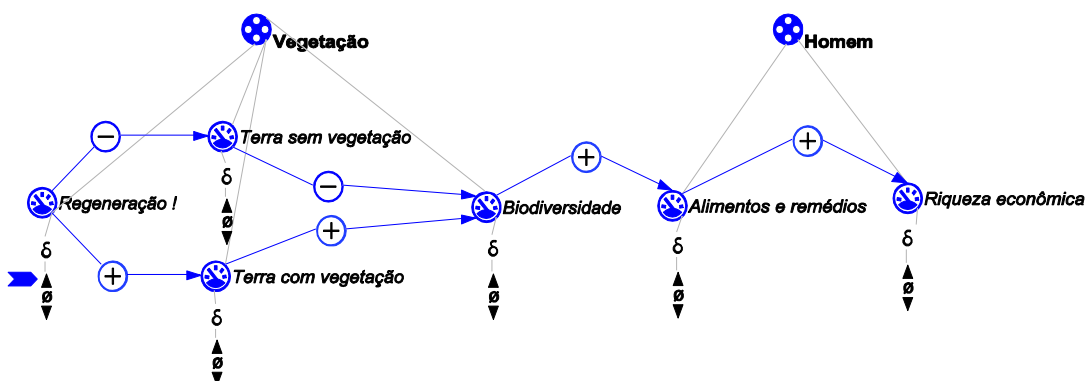 Vegetação
Homem
−
+
Terra sem vegetação
δ
ø
−
+
+
Regeneração !
δ
ø
Biodiversidade
δ
ø
Alimentos e remédios
δ
ø
Riqueza econômica
δ
ø
+
Terra com vegetação
δ
ø